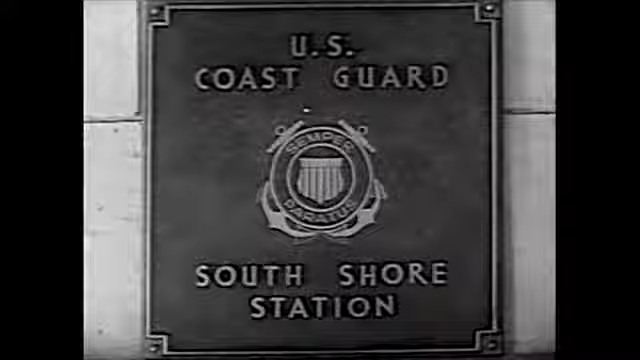 U.S.
COAST GUARD
SEMPER
PARATUS
SOUTH SHORE
STATION